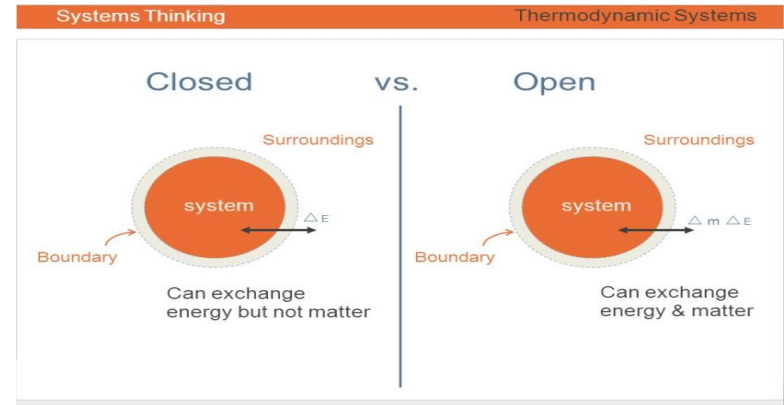 Systems Thinking
Thermodynamic Systems
Closed
vs.
Open
Surroundings
system
△ E
Boundary
Can exchange
energy but not matter
Surroundings
system
△ m △ E
Boundary
Can exchange
energy & matter